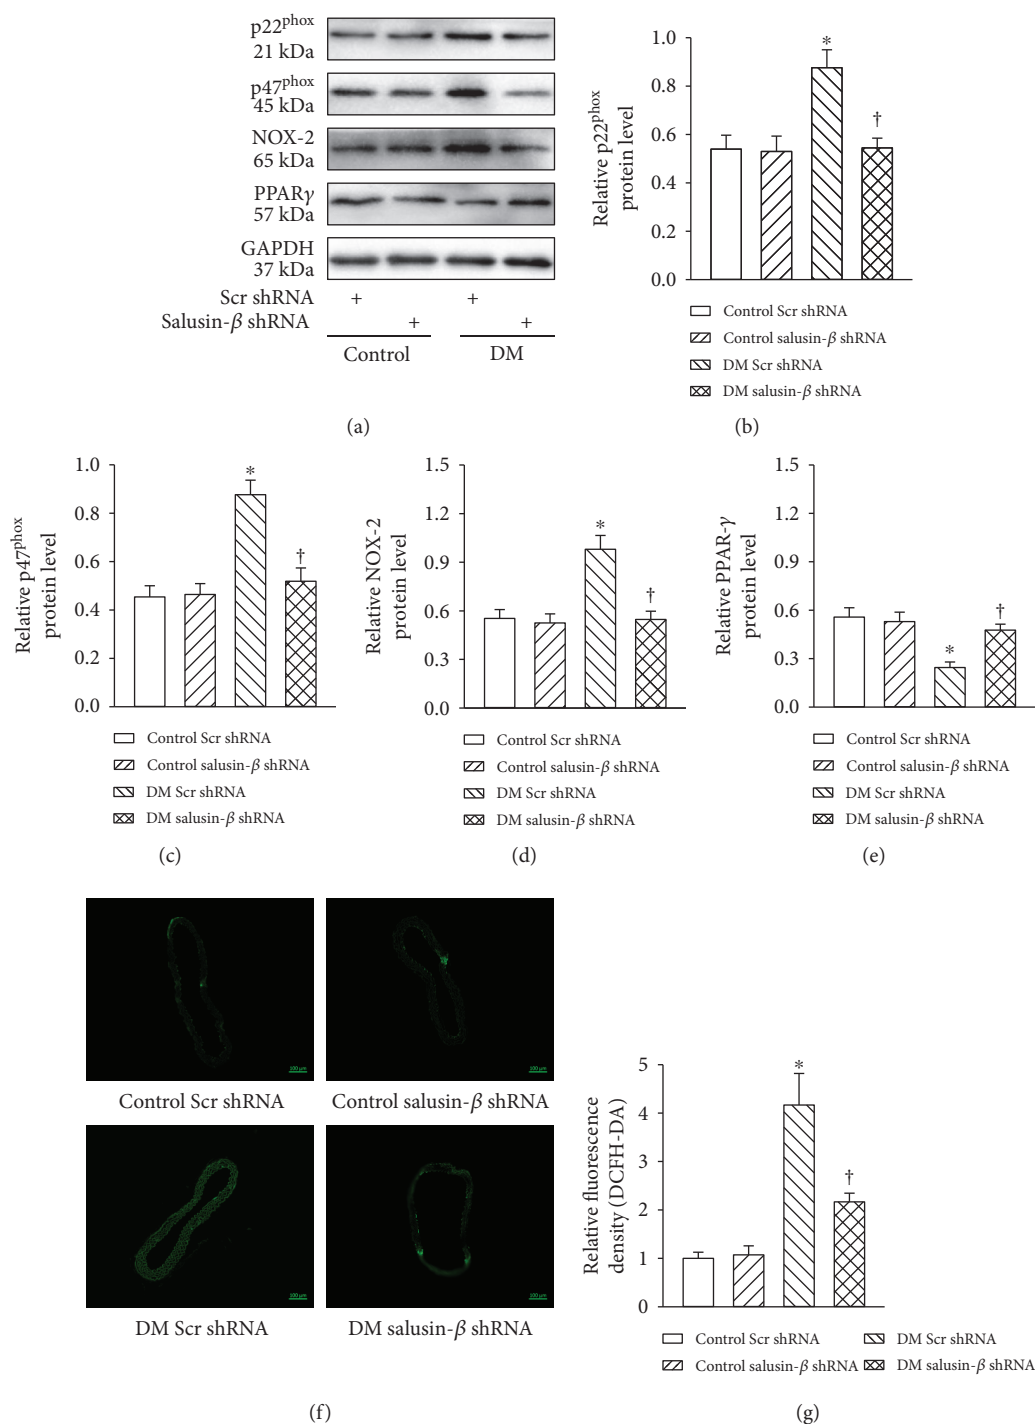 p22phox
21 kDa
p47phox
45 kDa
NOX-2
65 kDa
PPARγ
57 kDa
GAPDH
37 kDa
Scr shRNA + +
Salusin-β shRNA + +
Control DM
(a)
Relative p22phox
protein level
1.0
0.8
0.6
0.4
0.2
0.0
*
†
Control Scr shRNA
Control salusin-β shRNA
DM Scr shRNA
DM salusin-β shRNA
(b)
Relative p47phox
protein level
1.0
0.8
0.6
0.4
0.2
0.0
*
†
Control Scr shRNA
Control salusin-β shRNA
DM Scr shRNA
DM salusin-β shRNA
(c)
Relative NOX-2
protein level
1.5
1.2
0.9
0.6
0.3
0.0
*
†
Control Scr shRNA
Control salusin-β shRNA
DM Scr shRNA
DM salusin-β shRNA
(d)
Relative PPAR-γ
protein level
1.5
1.2
0.9
0.6
0.3
0.0
*
†
Control Scr shRNA
Control salusin-β shRNA
DM Scr shRNA
DM salusin-β shRNA
(e)
100 μm
100 μm
Control Scr shRNA
Control salusin-β shRNA
100 μm
100 μm
DM Scr shRNA
DM salusin-β shRNA
(f)
Relative fluorescence
density (DCFH-DA)
5
4
3
2
1
0
*
†
Control Scr shRNA
DM Scr shRNA
Control salusin-β shRNA
DM salusin-β shRNA
(g)